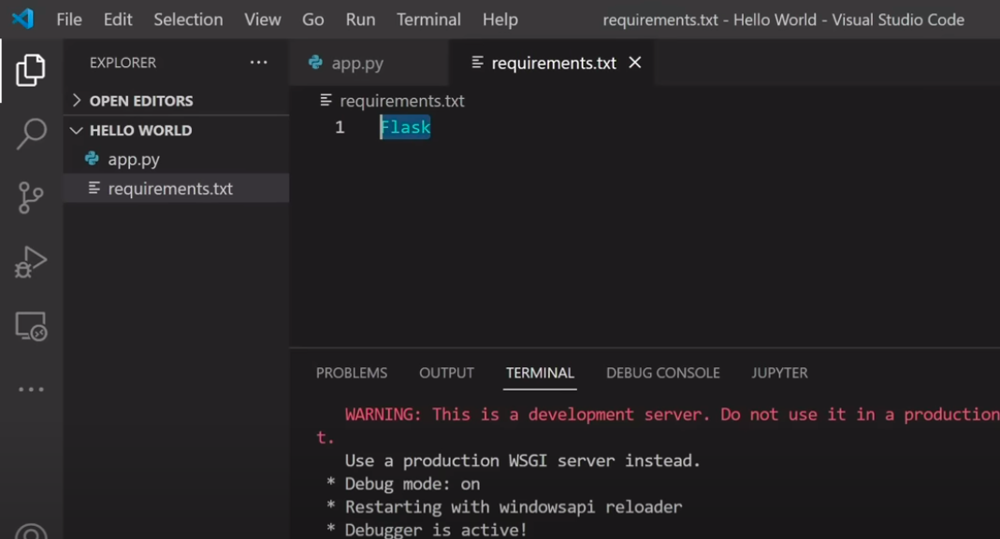 File Edit Selection View Go Run Terminal Help requirements.txt - Hello World - Visual Studio Code
EXPLORER ...
app.py
requirements.txt
OPEN EDITORS
requirements.txt
HELLO WORLD
1 Flask
app.py
requirements.txt
PROBLEMS OUTPUT TERMINAL DEBUG CONSOLE JUPYTER
WARNING: This is a development server. Do not use it in a production
t.
Use a production WSGI server instead.
* Debug mode: on
* Restarting with windowsapi reloader
* Debugger is active!